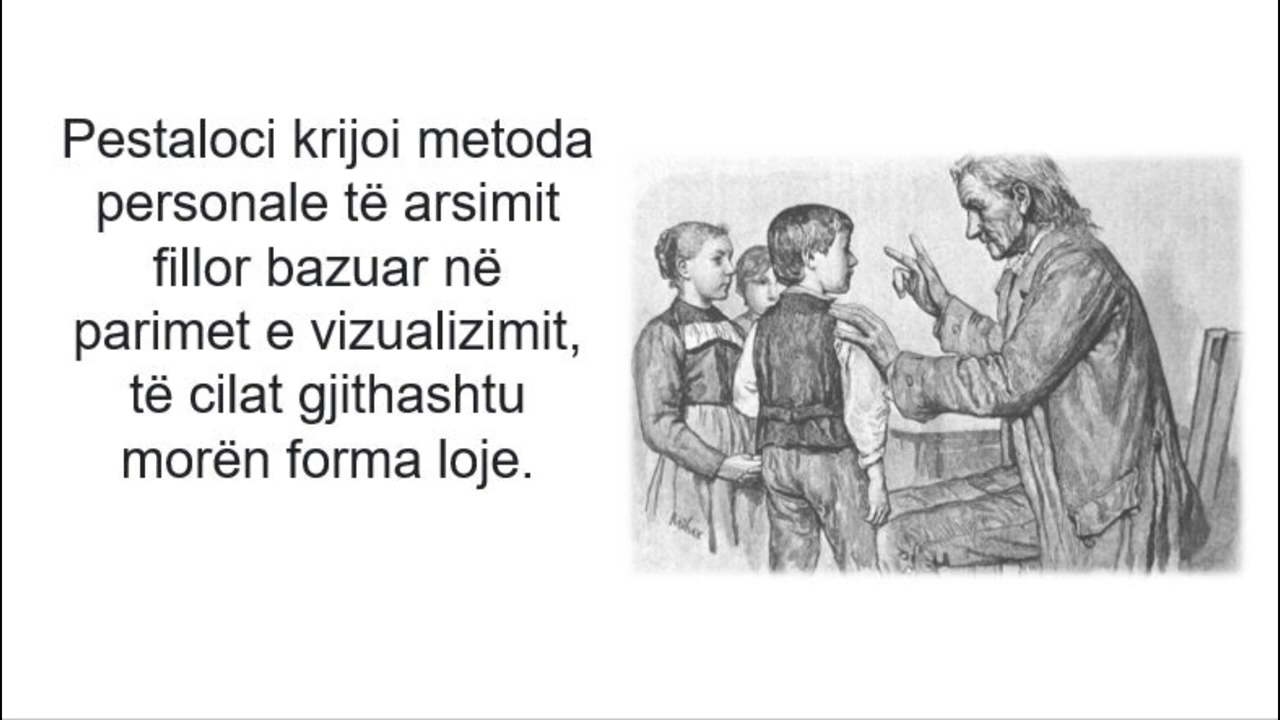 Pestaloci krijoi metoda
personale të arsimit
fillor bazuar në
parimet e vizualizimit,
të cilat gjithashtu
morën forma loje.